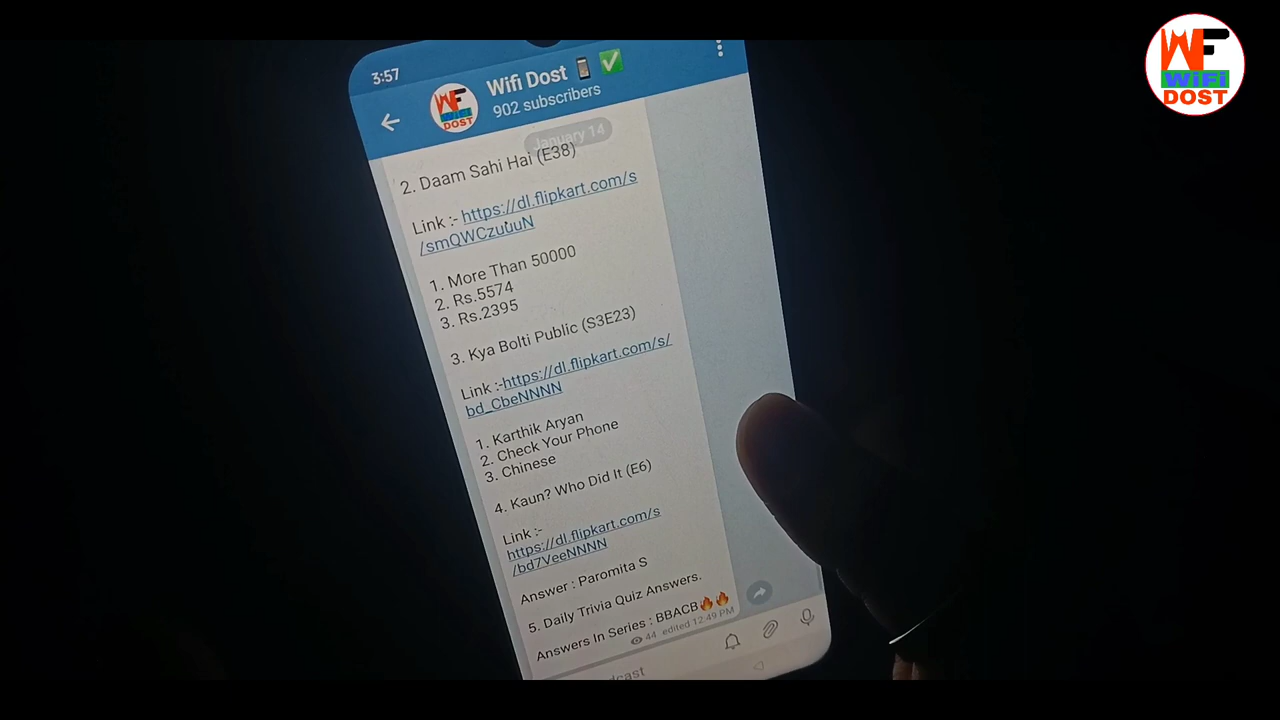 3:57
Wifi Dost 📱 ✅
902 subscribers
WF
WiFi
DOST
January 14
2. Daam Sahi Hai (E38)
Link :- https://dl.flipkart.com/s
/smQWCzuuuN
1. More Than 50000
2. Rs.5574
3. Rs.2395
3. Kya Bolti Public (S3E23)
Link :-https://dl.flipkart.com/s/
bd_CbeNNNN
1. Karthik Aryan
2. Check Your Phone
3. Chinese
4. Kaun? Who Did It (E6)
Link :-
https://dl.flipkart.com/s
/bd7VeeNNNN
Answer : Paromita S
5. Daily Trivia Quiz Answers.
Answers In Series : BBACB🔥🔥
44 edited 12:49 PM
WF
WiFi
DOST